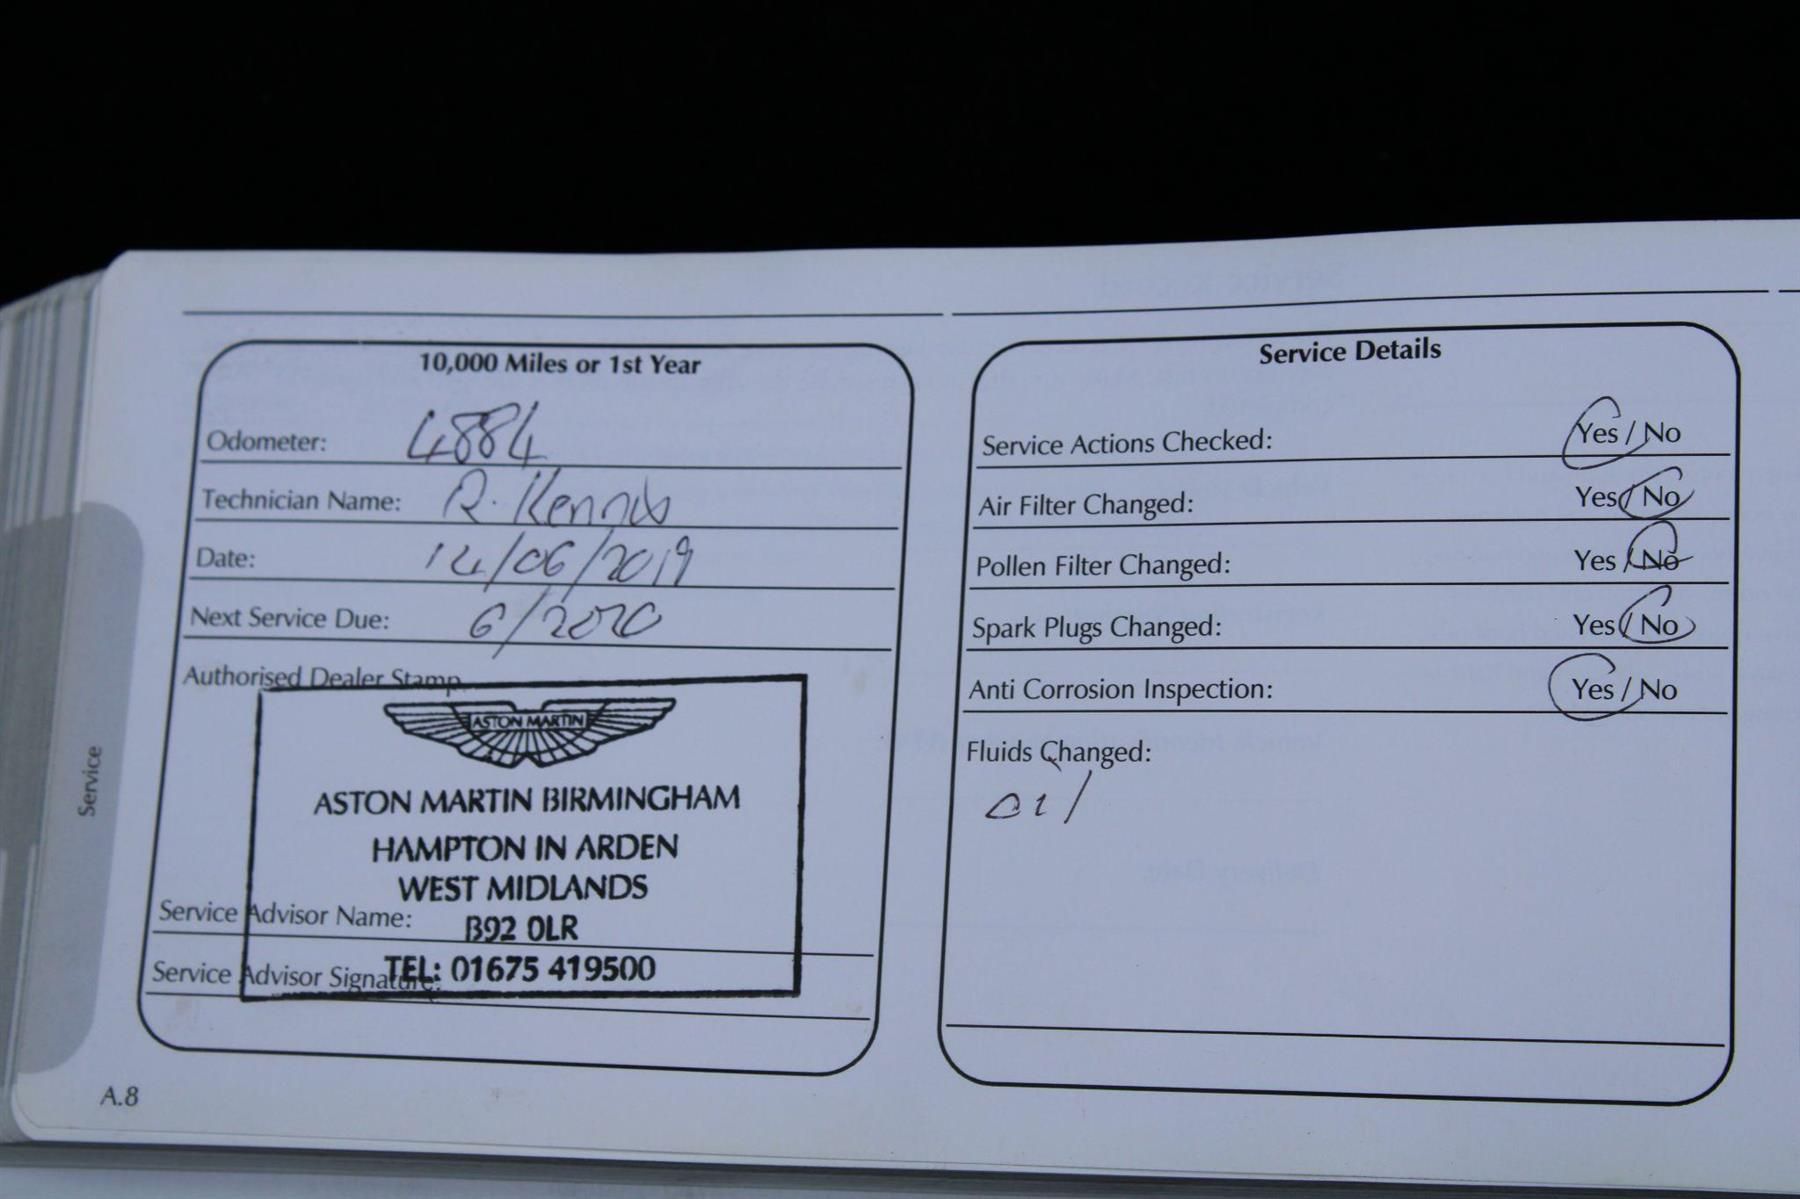 10,000 Miles or 1st Year
Odometer: 4884
Technician Name: R. Kennis
Date: 14/06/2019
Next Service Due: 6/2020
Authorised Dealer Stamp
ASTON MARTIN
ASTON MARTIN BIRMINGHAM
HAMPTON IN ARDEN
WEST MIDLANDS
B92 0LR
TEL: 01675 419500
Service Advisor Name:
Service Advisor Signature:
Service
A.8
Service Details
Service Actions Checked: Yes / No
Air Filter Changed: Yes / No
Pollen Filter Changed: Yes / No
Spark Plugs Changed: Yes / No
Anti Corrosion Inspection: Yes / No
Fluids Changed:
oil